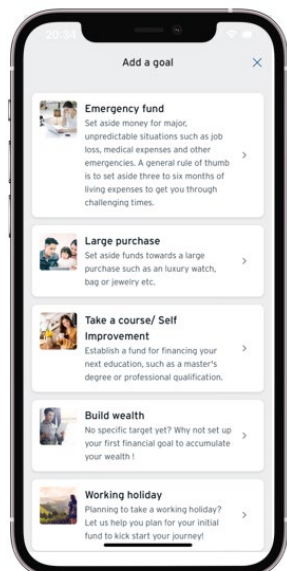 20:34
Add a goal
Emergency fund
Set aside money for major,
unpredictable situations such as job
loss, medical expenses and other
emergencies. A general rule of thumb
is to set aside three to six months of
living expenses to get you through
challenging times.
Large purchase
Set aside funds towards a large
purchase such as an luxury watch,
bag or jewelry etc.
Take a course/ Self
Improvement
Establish a fund for financing your
next education, such as a master's
degree or professional qualification.
Build wealth
No specific target yet? Why not set up
your first financial goal to accumulate
your wealth !
Working holiday
Planning to take a working holiday?
Let us help you plan for your initial
fund to kick start your journey!